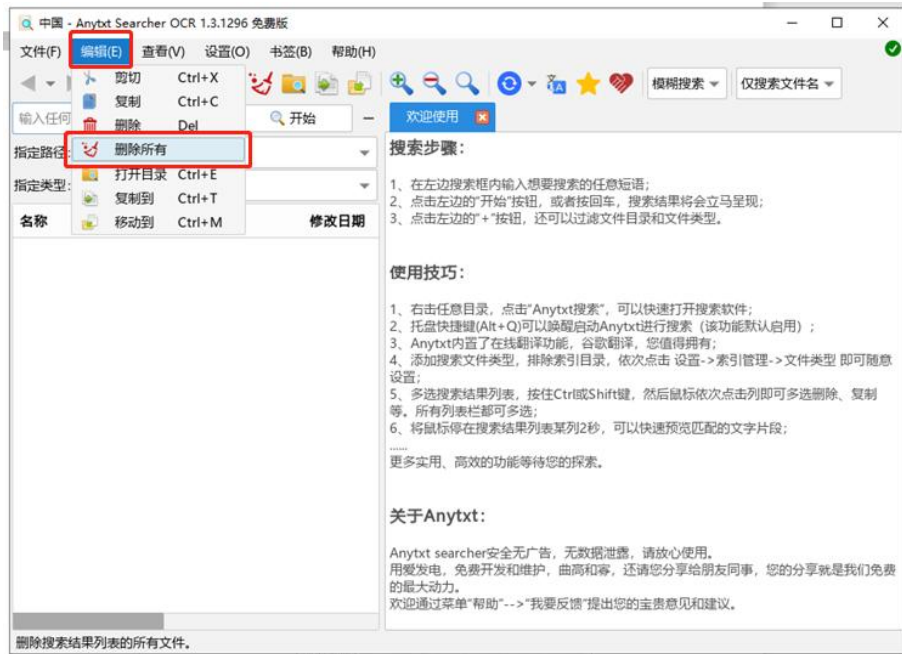 中国 - Anytxt Searcher OCR 1.3.1296 免费版
文件(F) 编辑(E) 查看(V) 设置(O) 书签(B) 帮助(H)
模糊搜索 仅搜索文件名
剪切 Ctrl+X
复制 Ctrl+C
删除 Del
删除所有
打开目录 Ctrl+E
复制到 Ctrl+T
移动到 Ctrl+M
输入任何 开始
指定路径:
指定类型:
名称 修改日期
欢迎使用
搜索步骤：
1、在左边搜索框内输入想要搜索的任意短语；
2、点击左边的“开始”按钮，或者按回车，搜索结果将会立马呈现；
3、点击左边的“+”按钮，还可以过滤文件目录和文件类型。
使用技巧：
1、右击任意目录，点击“Anytxt搜索”，可以快速打开搜索软件；
2、托盘快捷键(Alt+Q)可以唤醒启动Anytxt进行搜索（该功能默认启用）；
3、Anytxt内置了在线翻译功能，谷歌翻译，您值得拥有；
4、添加搜索文件类型，排除索引目录，依次点击 设置->索引管理->文件类型 即可随意
设置；
5、多选搜索结果列表，按住Ctrl或Shift键，然后鼠标依次点击列即可多选删除、复制
等。所有列表栏都可多选；
6、将鼠标停在搜索结果列表某列2秒，可以快速预览匹配的文字片段；
......
更多实用、高效的功能等待您的探索。
关于Anytxt：
Anytxt searcher安全无广告，无数据泄露，请放心使用。
用爱发电，免费开发和维护，曲高和寡，还请您分享给朋友同事，您的分享就是我们免费
的最大动力。
欢迎通过菜单“帮助”-->“我要反馈”提出您的宝贵意见和建议。
删除搜索结果列表的所有文件。